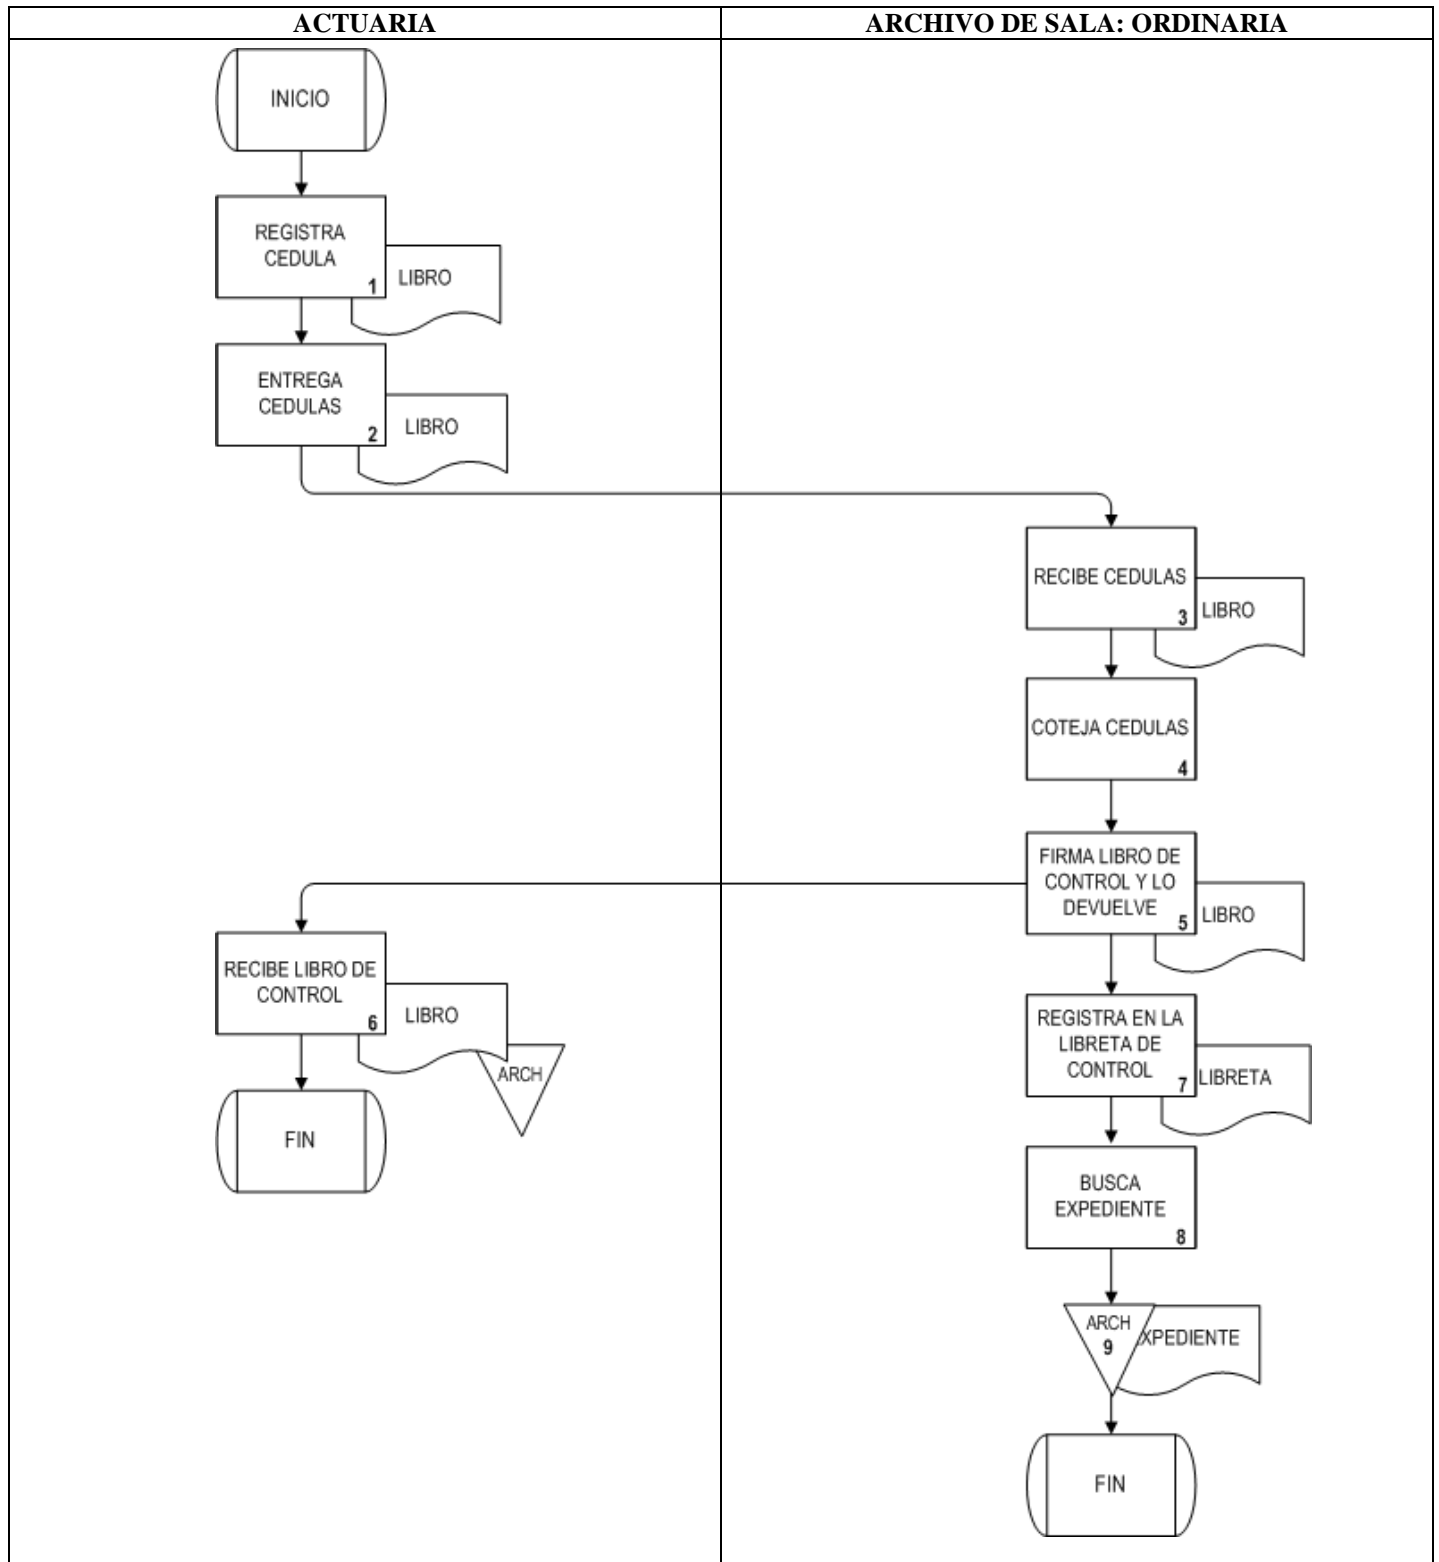 ACTUARIA
ARCHIVO DE SALA: ORDINARIA
INICIO
REGISTRA
CEDULA
1
LIBRO
ENTREGA
CEDULAS
2
LIBRO
RECIBE CEDULAS
3
LIBRO
COTEJA CEDULAS
4
FIRMA LIBRO DE
CONTROL Y LO
DEVUELVE
5
LIBRO
RECIBE LIBRO DE
CONTROL
6
LIBRO
ARCH
FIN
REGISTRA EN LA
LIBRETA DE
CONTROL
7
LIBRETA
BUSCA
EXPEDIENTE
8
ARCH
9
XPEDIENTE
FIN